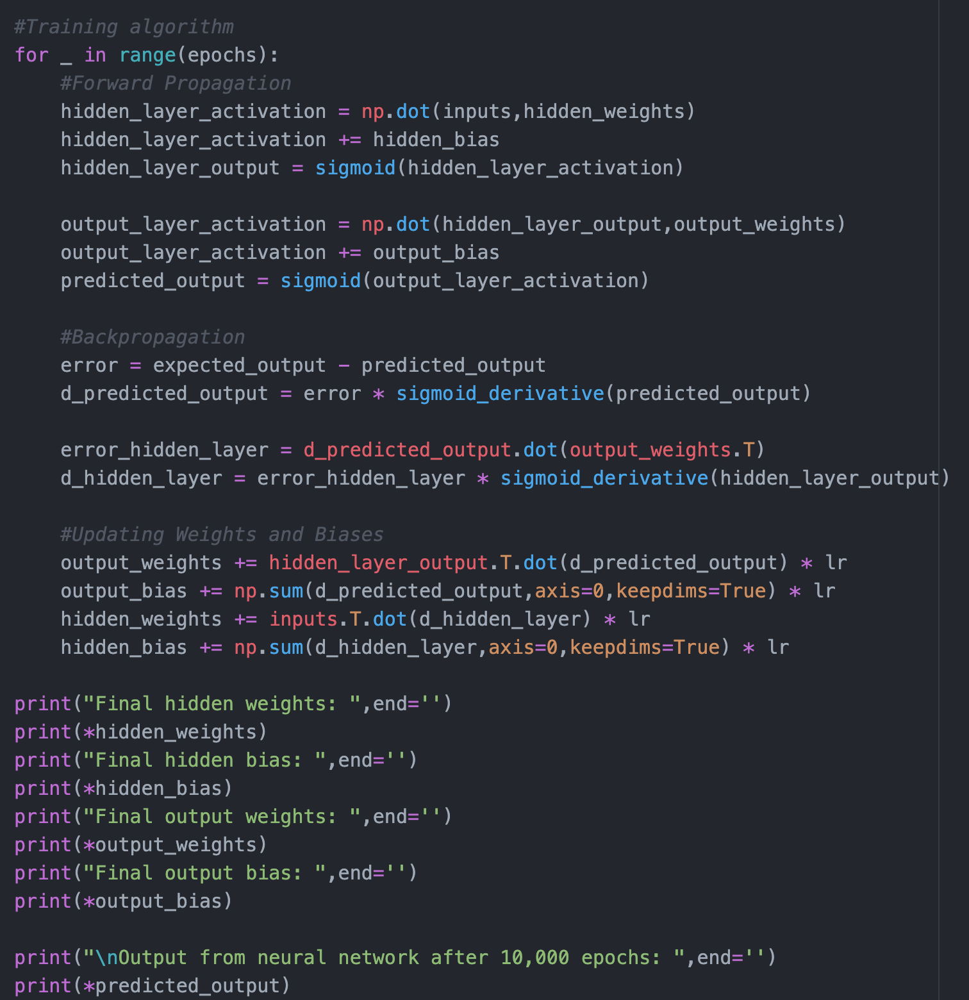 #Training algorithm
for _ in range(epochs):
    #Forward Propagation
    hidden_layer_activation = np.dot(inputs,hidden_weights)
    hidden_layer_activation += hidden_bias
    hidden_layer_output = sigmoid(hidden_layer_activation)

    output_layer_activation = np.dot(hidden_layer_output,output_weights)
    output_layer_activation += output_bias
    predicted_output = sigmoid(output_layer_activation)

    #Backpropagation
    error = expected_output - predicted_output
    d_predicted_output = error * sigmoid_derivative(predicted_output)

    error_hidden_layer = d_predicted_output.dot(output_weights.T)
    d_hidden_layer = error_hidden_layer * sigmoid_derivative(hidden_layer_output)

    #Updating Weights and Biases
    output_weights += hidden_layer_output.T.dot(d_predicted_output) * lr
    output_bias += np.sum(d_predicted_output,axis=0,keepdims=True) * lr
    hidden_weights += inputs.T.dot(d_hidden_layer) * lr
    hidden_bias += np.sum(d_hidden_layer,axis=0,keepdims=True) * lr

print("Final hidden weights: ",end='')
print(*hidden_weights)
print("Final hidden bias: ",end='')
print(*hidden_bias)
print("Final output weights: ",end='')
print(*output_weights)
print("Final output bias: ",end='')
print(*output_bias)

print("\nOutput from neural network after 10,000 epochs: ",end='')
print(*predicted_output)